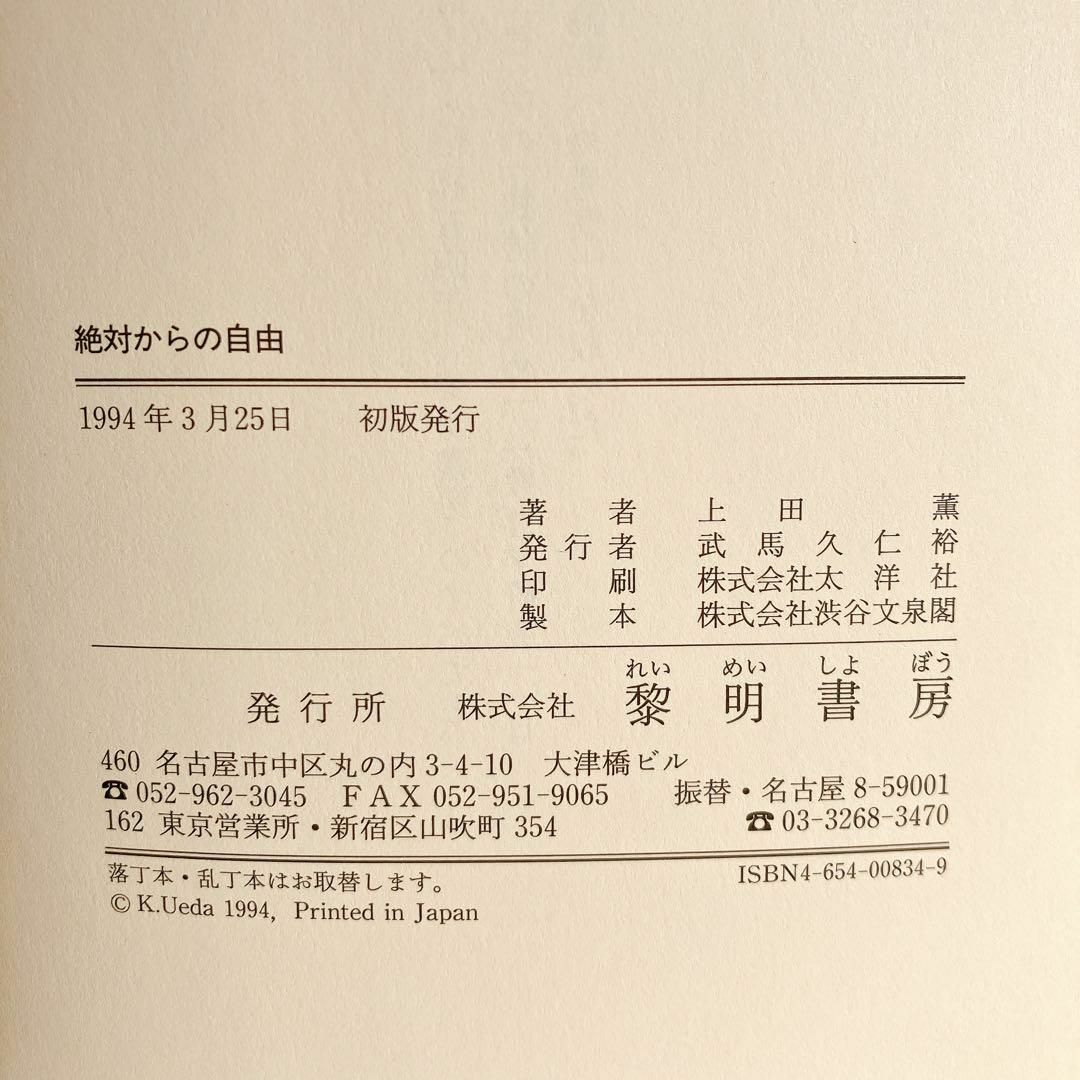 絶対からの自由
1994年3月25日　初版発行
著者　上田　薫
発行者　武馬久仁裕
印刷　株式会社太洋社
製本　株式会社渋谷文泉閣
れい めい しよ ぼう
発行所　株式会社　黎明書房
460 名古屋市中区丸の内3-4-10　大津橋ビル
☎052-962-3045　FAX 052-951-9065　振替・名古屋8-59001
162 東京営業所・新宿区山吹町354　☎03-3268-3470
落丁本・乱丁本はお取替します。　ISBN4-654-00834-9
© K.Ueda 1994, Printed in Japan